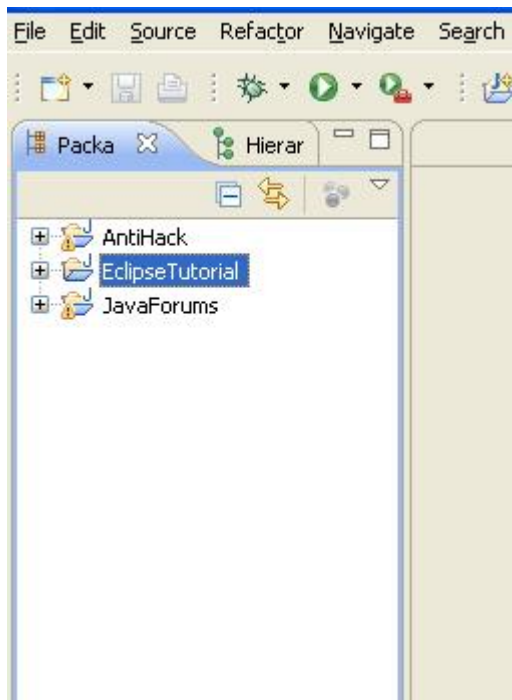 File Edit Source Refactor Navigate Search
Packa Hierar
AntiHack
EclipseTutorial
JavaForums